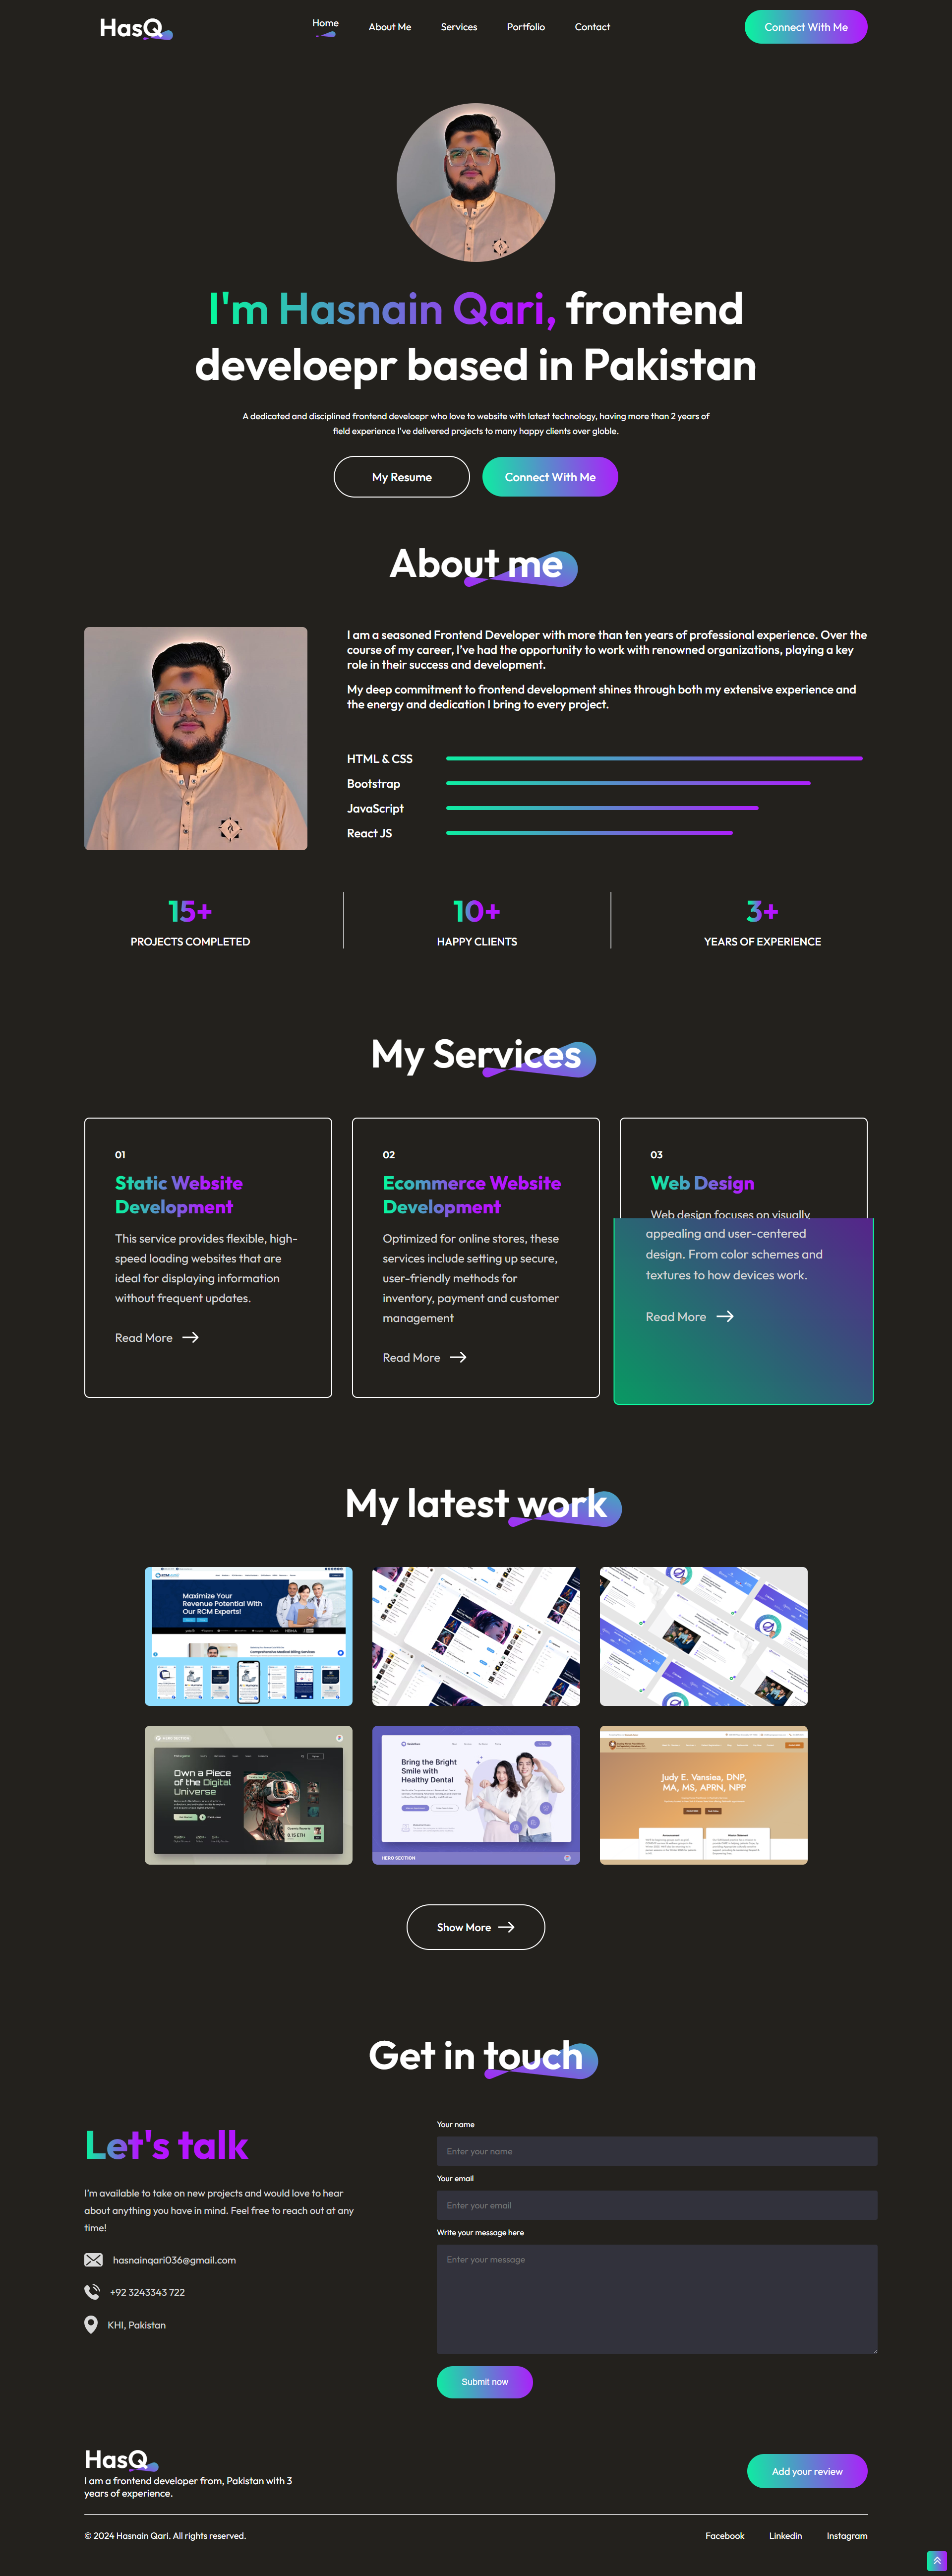 HasQ
Home
About Me
Services
Portfolio
Contact
Connect With Me
I'm Hasnain Qari, frontend
develoepr based in Pakistan
A dedicated and disciplined frontend develoepr who love to website with latest technology, having more than 2 years of
field experience I've delivered projects to many happy clients over globle.
My Resume
Connect With Me
About me
I am a seasoned Frontend Developer with more than ten years of professional experience. Over the
course of my career, I've had the opportunity to work with renowned organizations, playing a key
role in their success and development.
My deep commitment to frontend development shines through both my extensive experience and
the energy and dedication I bring to every project.
HTML & CSS
Bootstrap
JavaScript
React JS
15+
PROJECTS COMPLETED
10+
HAPPY CLIENTS
3+
YEARS OF EXPERIENCE
My Services
01
Static Website
Development
This service provides flexible, high-
speed loading websites that are
ideal for displaying information
without frequent updates.
Read More
02
Ecommerce Website
Development
Optimized for online stores, these
services include setting up secure,
user-friendly methods for
inventory, payment and customer
management
Read More
03
Web Design
Web design focuses on visually
appealing and user-centered
design. From color schemes and
textures to how devices work.
Read More
My latest work
Maximize Your
Revenue Potential With
Our RCM Experts!
Own a Piece
of the Digital
Universe
Bring the Bright
Smile with
Healthy Dental
HERO SECTION
Judy E. Vansiea, DNP,
MA, MS, APRN, NPP
Show More
Get in touch
Let's talk
I'm available to take on new projects and would love to hear
about anything you have in mind. Feel free to reach out at any
time!
hasnainqari036@gmail.com
+92 3243343 722
KHI, Pakistan
Your name
Enter your name
Your email
Enter your email
Write your message here
Enter your message
Submit now
HasQ
I am a frontend developer from, Pakistan with 3
years of experience.
Add your review
© 2024 Hasnain Qari. All rights reserved.
Facebook
Linkedin
Instagram